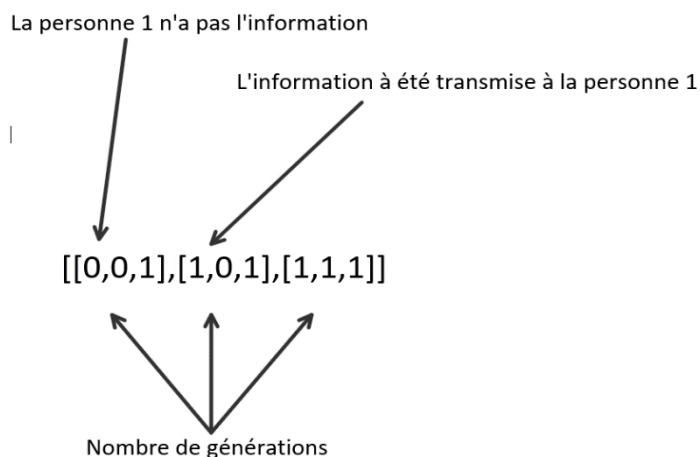 La personne 1 n'a pas l'information
L'information à été transmise à la personne 1
[[0,0,1],[1,0,1],[1,1,1]]
Nombre de générations